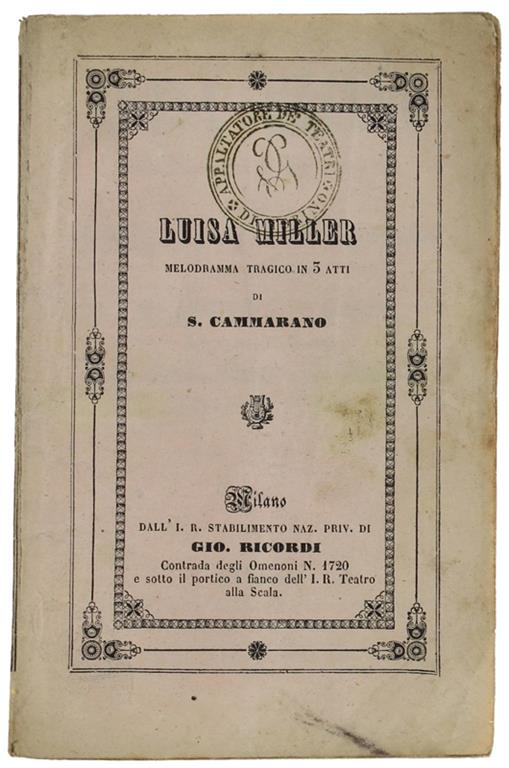 APPALTATORE DE' TEATRI
LUISA MILLER
MELODRAMMA TRAGICO IN 3 ATTI
DI
S. CAMMARANO
Milano
DALL' I. R. STABILIMENTO NAZ. PRIV. DI
GIO. RICORDI
Contrada degli Omenoni N. 1720
e sotto il portico a fianco dell' I. R. Teatro
alla Scala.